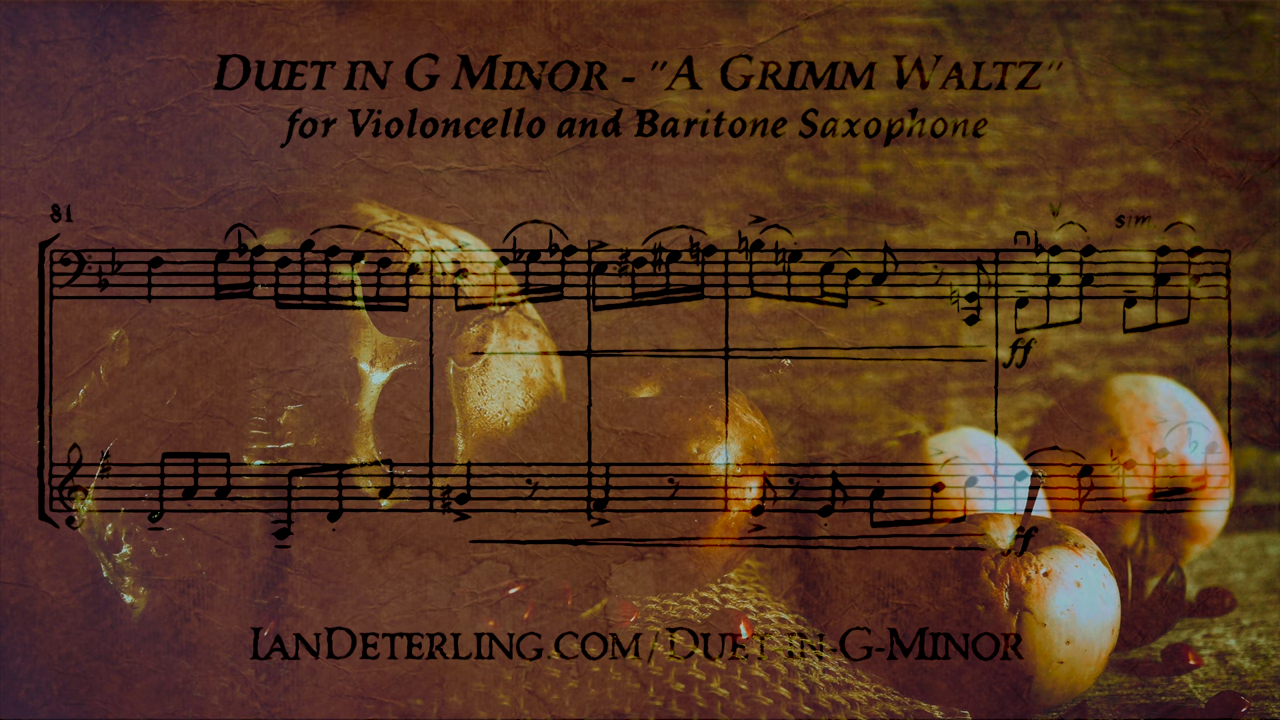 DUET IN G MINOR - "A GRIMM WALTZ"
for Violoncello and Baritone Saxophone
81
sim.
ff
ff
IANDETERLING.COM/DUET-IN-G-MINOR